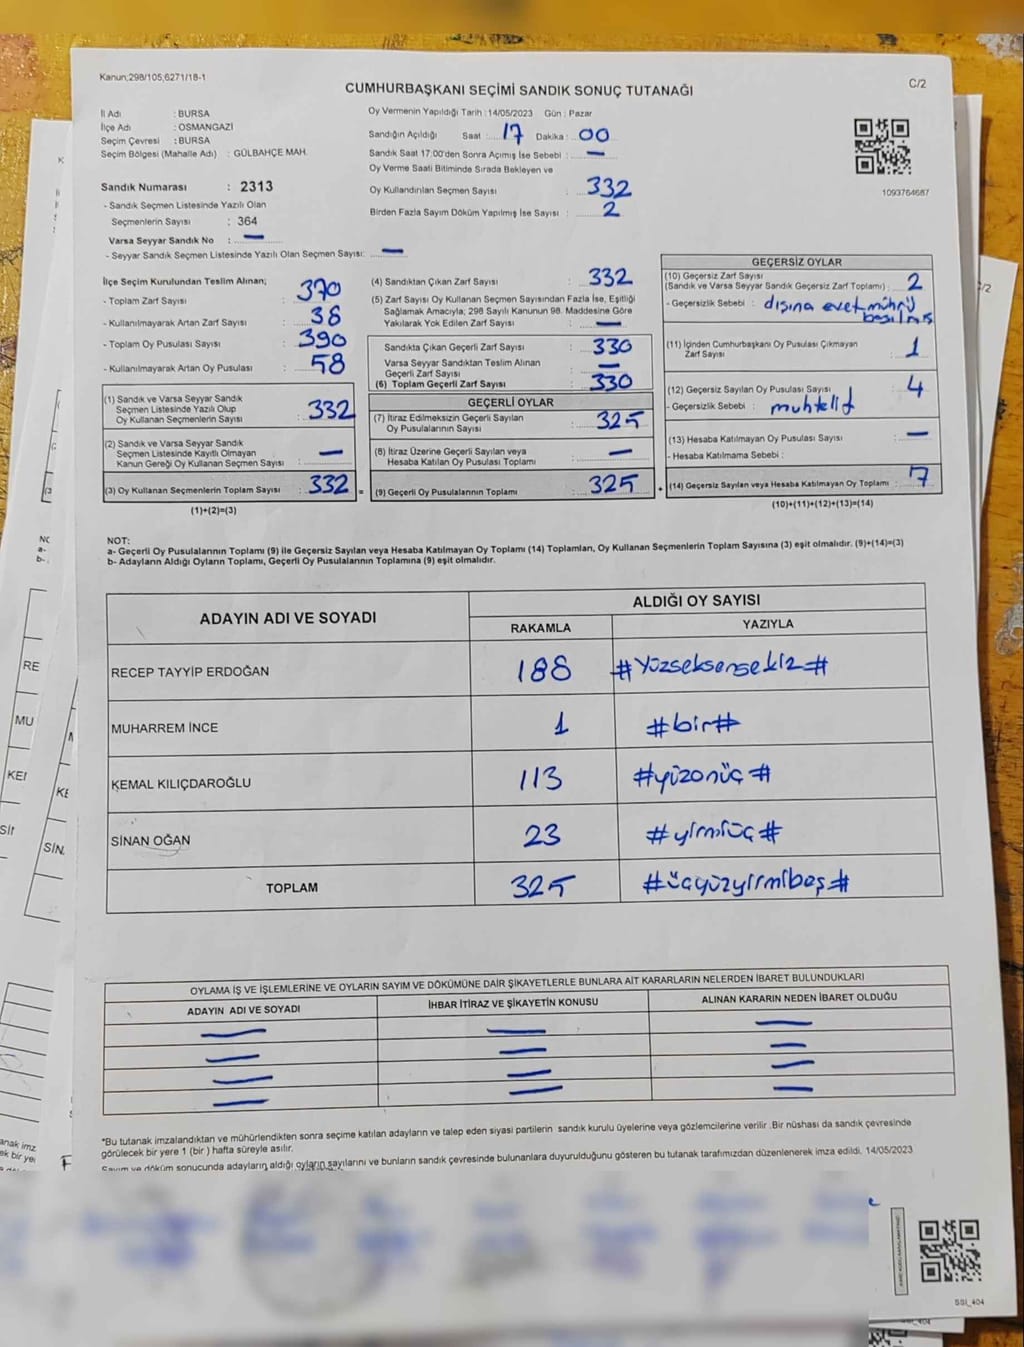 Kanun;298/105,6271/18-1
CUMHURBAŞKANI SEÇİMİ SANDIK SONUÇ TUTANAĞI
C/2
İl Adı : BURSA
İlçe Adı : OSMANGAZİ
Seçim Çevresi : BURSA
Seçim Bölgesi (Mahalle Adı) : GÜLBAHÇE MAH.
Sandık Numarası : 2313
- Sandık Seçmen Listesinde Yazılı Olan
Seçmenlerin Sayısı : 364
Varsa Seyyar Sandık No : —
- Seyyar Sandık Seçmen Listesinde Yazılı Olan Seçmen Sayısı: —
Oy Vermenin Yapıldığı Tarih : 14/05/2023 Gün : Pazar
Sandığın Açıldığı Saat : 17 Dakika : 00
Sandık Saat 17:00'den Sonra Açımış İse Sebebi : —
Oy Verme Saati Bitiminde Sırada Bekleyen ve
Oy Kullandırılan Seçmen Sayısı : 332
Birden Fazla Sayım Döküm Yapılmış İse Sayısı : 2
1093764687
İlçe Seçim Kurulundan Teslim Alınan;
- Toplam Zarf Sayısı : 370
- Kullanılmayarak Artan Zarf Sayısı : 38
- Toplam Oy Pusulası Sayısı : 390
- Kullanılmayarak Artan Oy Pusulası : 58
(1) Sandık ve Varsa Seyyar Sandık
Seçmen Listesinde Yazılı Olup
Oy Kullanan Seçmenlerin Sayısı : 332
(2) Sandık ve Varsa Seyyar Sandık
Seçmen Listesinde Kayıtlı Olmayan
Kanun Gereği Oy Kullanan Seçmen Sayısı : —
(3) Oy Kullanan Seçmenlerin Toplam Sayısı : 332 =
(1)+(2)=(3)
(4) Sandıktan Çıkan Zarf Sayısı : 332
(5) Zarf Sayısı Oy Kullanan Seçmen Sayısından Fazla İse, Eşitliği
Sağlamak Amacıyla; 298 Sayılı Kanunun 98. Maddesine Göre
Yakılarak Yok Edilen Zarf Sayısı : —
Sandıkta Çıkan Geçerli Zarf Sayısı : 330
Varsa Seyyar Sandıktan Teslim Alınan
Geçerli Zarf Sayısı : —
(6) Toplam Geçerli Zarf Sayısı : 330
GEÇERLİ OYLAR
(7) İtiraz Edilmeksizin Geçerli Sayılan
Oy Pusulalarının Sayısı : 325
(8) İtiraz Üzerine Geçerli Sayılan veya
Hesaba Katılan Oy Pusulası Toplamı : —
(9) Geçerli Oy Pusulalarının Toplamı : 325 +
GEÇERSİZ OYLAR
(10) Geçersiz Zarf Sayısı
(Sandık ve Varsa Seyyar Sandık Geçersiz Zarf Toplamı) : 2
- Geçersizlik Sebebi : dışına evet mührü
basılmış
(11) İçinden Cumhurbaşkanı Oy Pusulası Çıkmayan
Zarf Sayısı : 1
(12) Geçersiz Sayılan Oy Pusulası Sayısı : 4
- Geçersizlik Sebebi : muhtelif
(13) Hesaba Katılmayan Oy Pusulası Sayısı : —
- Hesaba Katılmama Sebebi :
(14) Geçersiz Sayılan veya Hesaba Katılmayan Oy Toplamı : 7
(10)+(11)+(12)+(13)=(14)
NOT:
a- Geçerli Oy Pusulalarının Toplamı (9) ile Geçersiz Sayılan veya Hesaba Katılmayan Oy Toplamı (14) Toplamları, Oy Kullanan Seçmenlerin Toplam Sayısına (3) eşit olmalıdır. (9)+(14)=(3)
b- Adayların Aldığı Oyların Toplamı, Geçerli Oy Pusulalarının Toplamına (9) eşit olmalıdır.
ADAYIN ADI VE SOYADI
ALDIĞI OY SAYISI
RAKAMLA YAZIYLA
RECEP TAYYİP ERDOĞAN 188 #Yüzseksensekiz#
MUHARREM İNCE 1 #bir#
KEMAL KILIÇDAROĞLU 113 #yüzonüç#
SİNAN OĞAN 23 #yirmiüç#
TOPLAM 325 #üçyüzyirmibeş#
OYLAMA İŞ VE İŞLEMLERİNE VE OYLARIN SAYIM VE DÖKÜMÜNE DAİR ŞİKAYETLERLE BUNLARA AİT KARARLARIN NELERDEN İBARET BULUNDUKLARI
ADAYIN ADI VE SOYADI İHBAR İTİRAZ VE ŞİKAYETİN KONUSU ALINAN KARARIN NEDEN İBARET OLDUĞU
— — —
— — —
— — —
— — —
*Bu tutanak imzalandıktan ve mühürlendikten sonra seçime katılan adayların ve talep eden siyasi partilerin sandık kurulu üyelerine veya gözlemcilerine verilir .Bir nüshası da sandık çevresinde
görülecek bir yere 1 (bir ) hafta süreyle asılır.
Sayım ve döküm sonucunda adayların aldığı oyların sayılarını ve bunların sandık çevresinde bulunanlara duyurulduğunu gösteren bu tutanak tarafımızdan düzenlenerek imza edildi. 14/05/2023
SSI_404